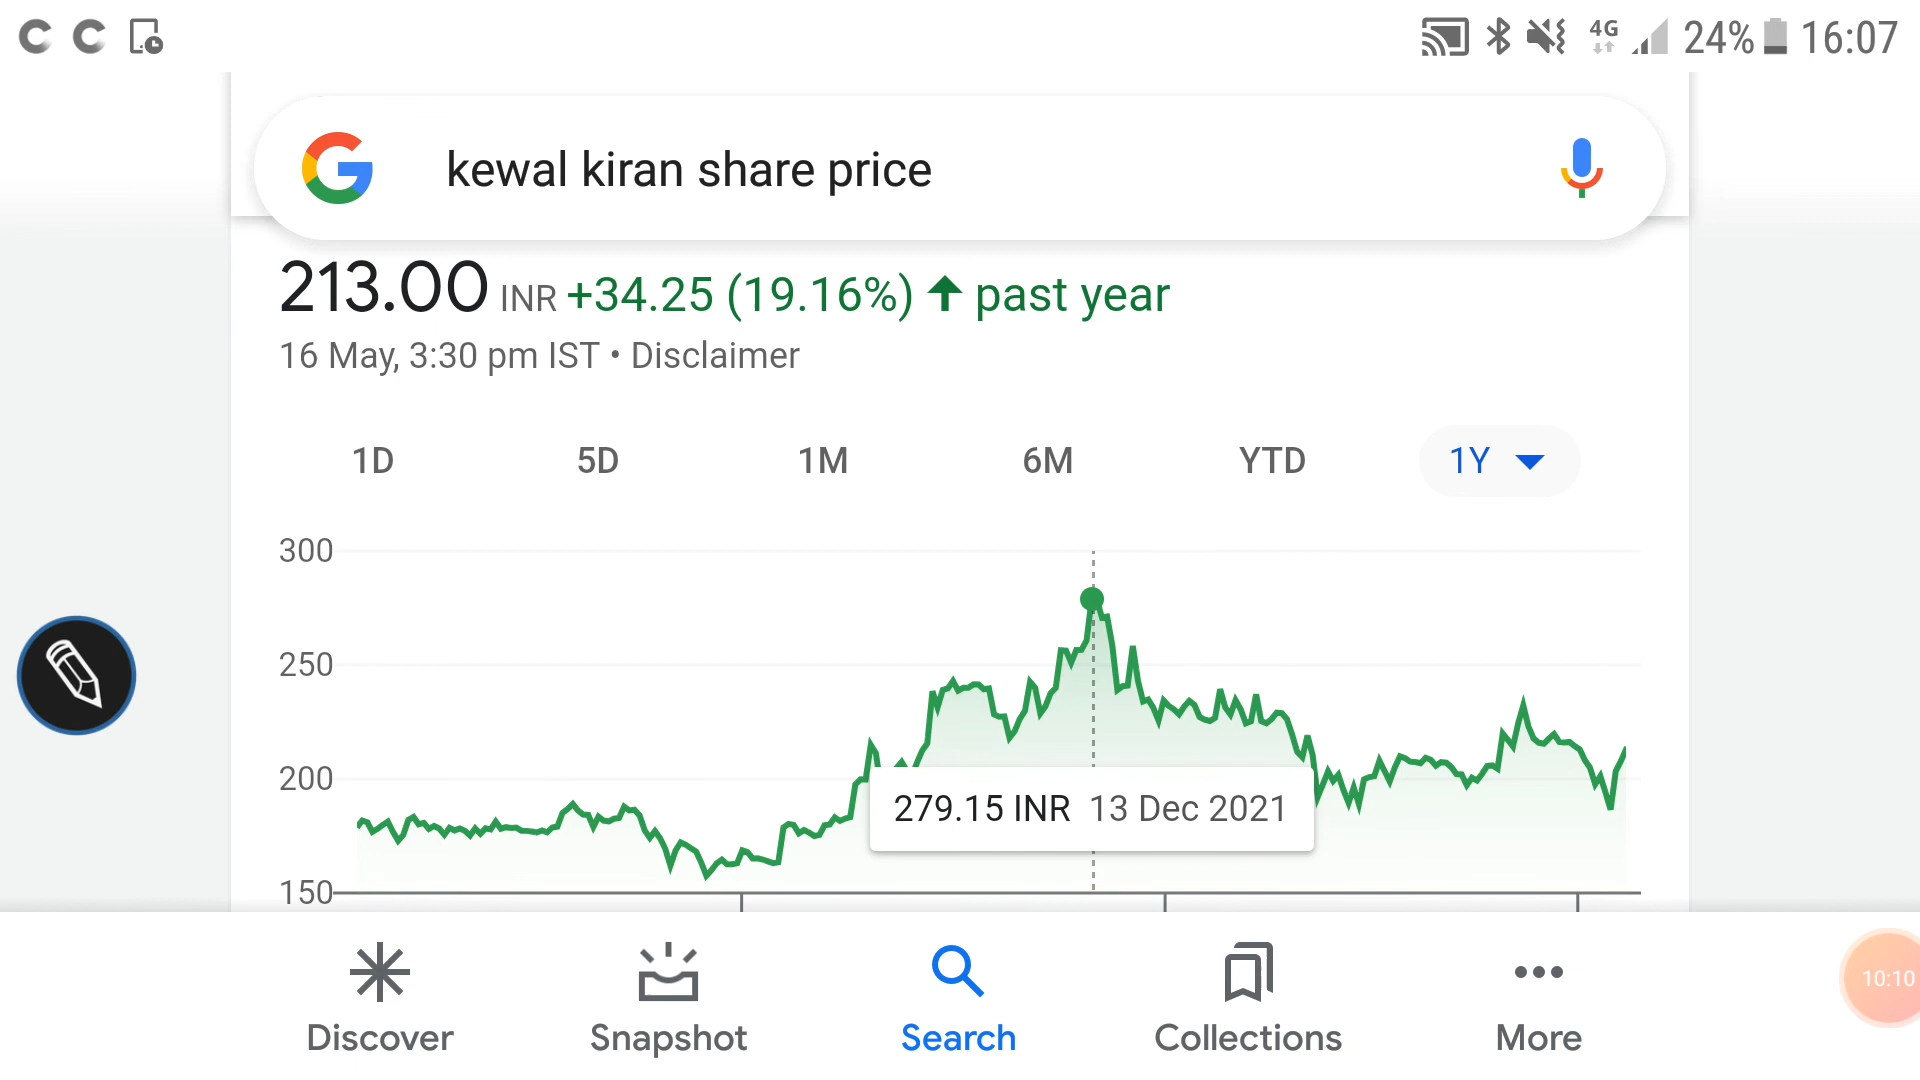 4G 24% 16:07
kewal kiran share price
213.00 INR +34.25 (19.16%) ↑ past year
16 May, 3:30 pm IST • Disclaimer
1D 5D 1M 6M YTD 1Y
300
250
200
150
279.15 INR 13 Dec 2021
Discover Snapshot Search Collections More
10:10